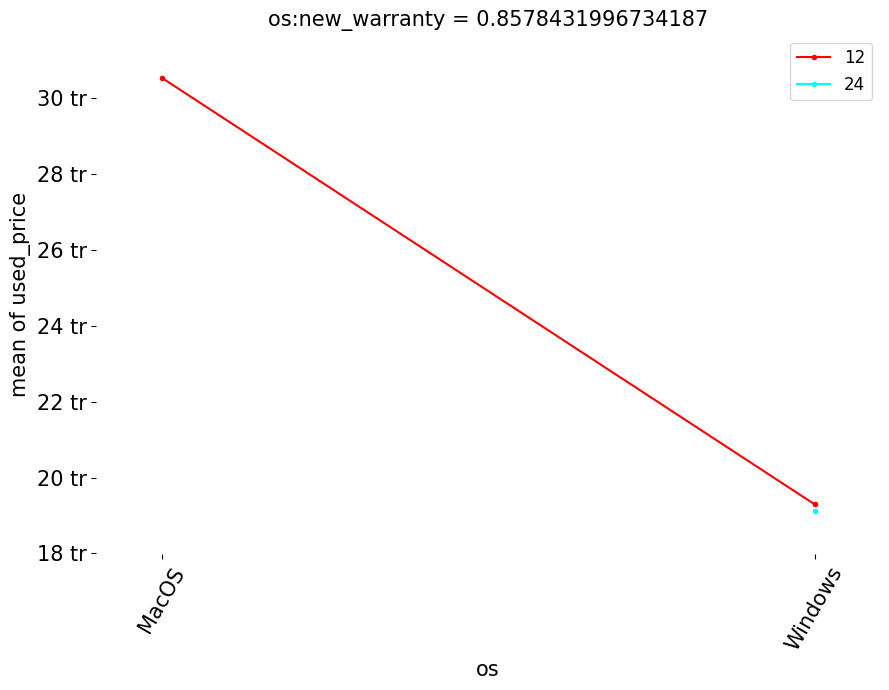 os:new_warranty = 0.8578431996734187
12
24
30 tr
28 tr
26 tr
24 tr
22 tr
20 tr
18 tr
mean of used_price
MacOS
Windows
os